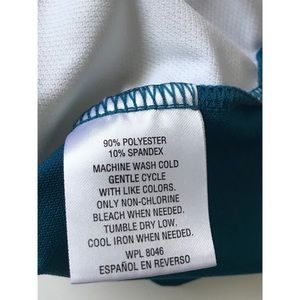 90% POLYESTER
10% SPANDEX
MACHINE WASH COLD
GENTLE CYCLE
WITH LIKE COLORS.
ONLY NON-CHLORINE
BLEACH WHEN NEEDED.
TUMBLE DRY LOW.
COOL IRON WHEN NEEDED.
WPL 8046
ESPAÑOL EN REVERSO